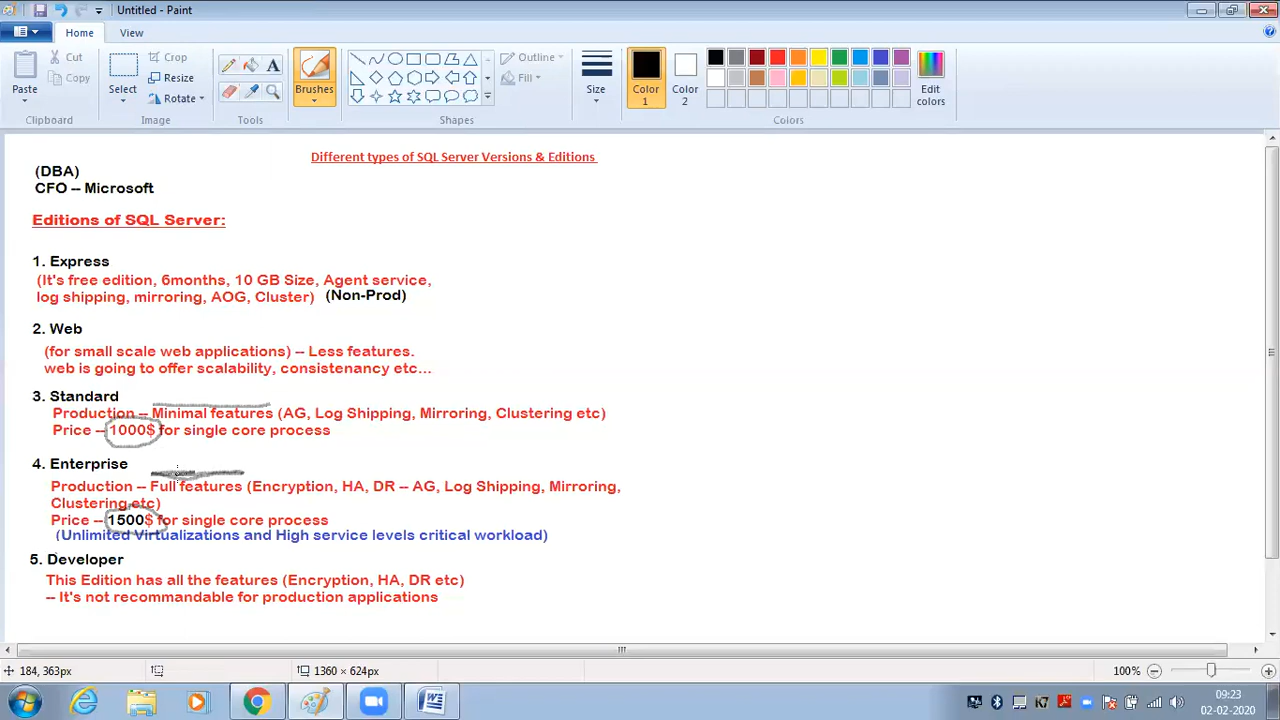 Untitled - Paint
Home
View
Paste
Cut
Copy
Clipboard
Select
Crop
Resize
Rotate
Image
A
Tools
Brushes
Shapes
Outline
Fill
Size
Color 1
Color 2
Edit colors
Colors
Different types of SQL Server Versions & Editions
(DBA)
CFO -- Microsoft
Editions of SQL Server:
1. Express
(It's free edition, 6months, 10 GB Size, Agent service,
log shipping, mirroring, AOG, Cluster) (Non-Prod)
2. Web
(for small scale web applications) -- Less features.
web is going to offer scalability, consistenancy etc...
3. Standard
Production -- Minimal features (AG, Log Shipping, Mirroring, Clustering etc)
Price -- 1000$ for single core process
4. Enterprise
Production -- Full features (Encryption, HA, DR -- AG, Log Shipping, Mirroring,
Clustering etc)
Price -- 1500$ for single core process
(Unlimited Virtualizations and High service levels critical workload)
5. Developer
This Edition has all the features (Encryption, HA, DR etc)
-- It's not recommandable for production applications
184, 363px
1360 × 624px
100%
W
09:23
02-02-2020